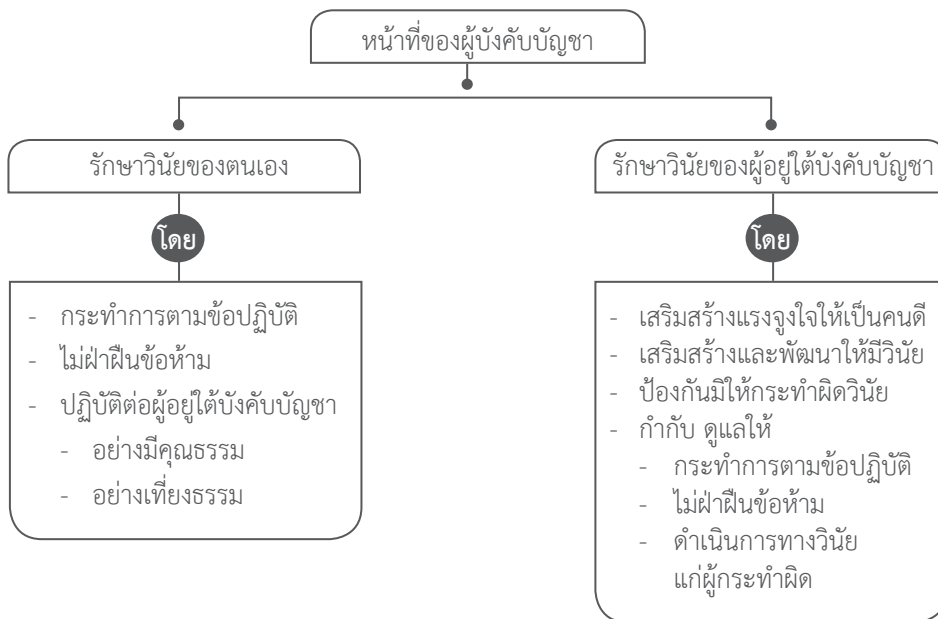 หน้าที่ของผู้บังคับบัญชา
รักษาวินัยของตนเอง
โดย
- กระทำการตามข้อปฏิบัติ
- ไม่ฝ่าฝืนข้อห้าม
- ปฏิบัติต่อผู้อยู่ใต้บังคับบัญชา
- อย่างมีคุณธรรม
- อย่างเที่ยงธรรม
รักษาวินัยของผู้อยู่ใต้บังคับบัญชา
โดย
- เสริมสร้างแรงจูงใจให้เป็นคนดี
- เสริมสร้างและพัฒนาให้มีวินัย
- ป้องกันมิให้กระทำผิดวินัย
- กำกับ ดูแลให้
- กระทำการตามข้อปฏิบัติ
- ไม่ฝ่าฝืนข้อห้าม
- ดำเนินการทางวินัย
แก่ผู้กระทำผิด